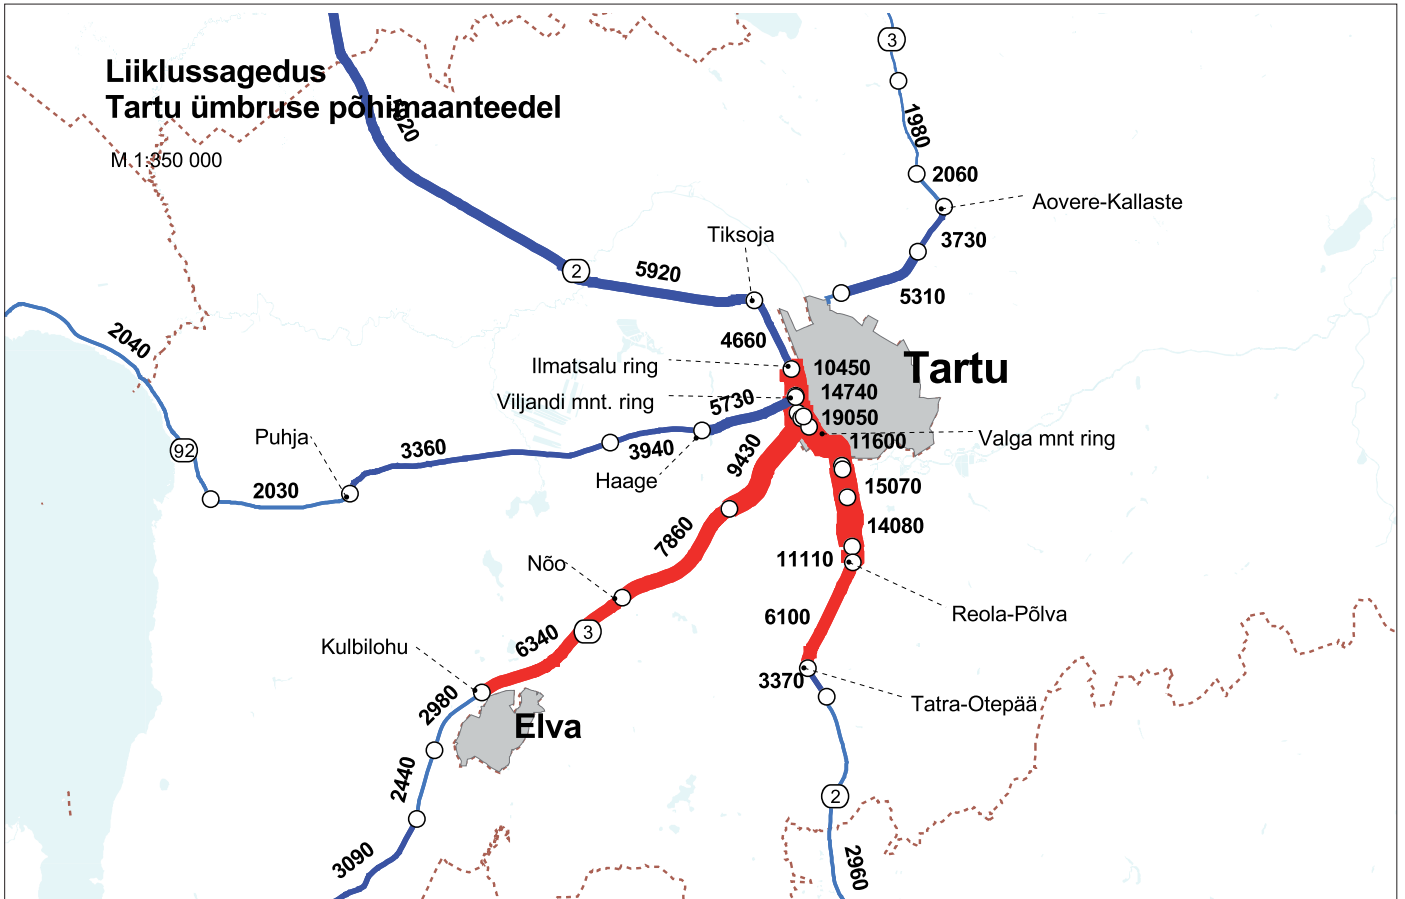 3
Liiklussagedus
Tartu ümbruse põhimaanteedel
1980
M 1:350 000
2060
Aovere-Kallaste
Tiksoja
3730
2
5920
5310
4660
2040
Ilmatsalu ring
10450
Tartu
Viljandi mnt. ring
5730
14740
19050
Puhja
3360
3940
9430
11600
Valga mnt ring
92
Haage
2030
15070
7860
14080
Nõo
11110
Reola-Põlva
6100
3
6340
Kulbilohu
3370
2980
Tatra-Otepää
Elva
2440
2
3090
2960